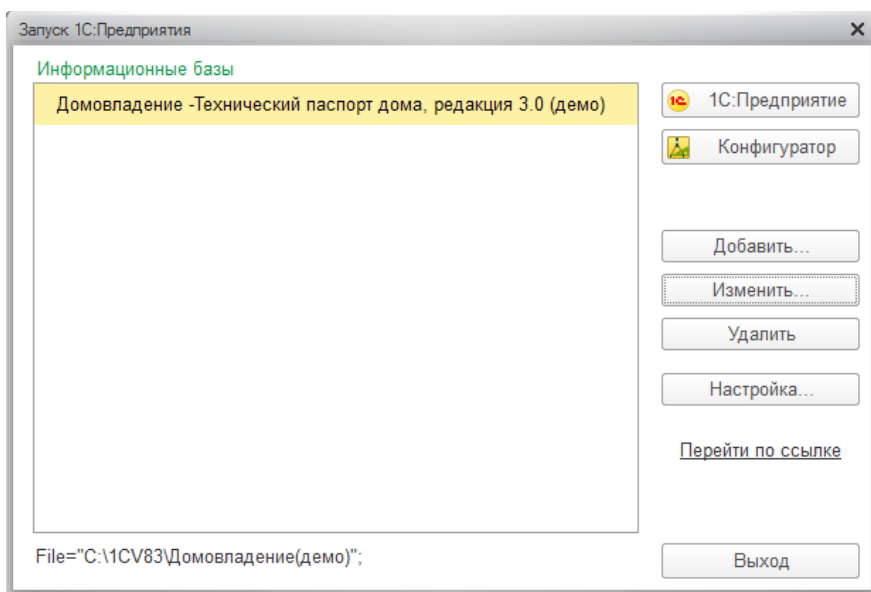 Запуск 1С:Предприятия
Информационные базы
Домовладение -Технический паспорт дома, редакция 3.0 (демо)
1С:Предприятие
Конфигуратор
Добавить...
Изменить...
Удалить
Настройка...
Перейти по ссылке
File="C:\1CV83\Домовладение(демо)";
Выход